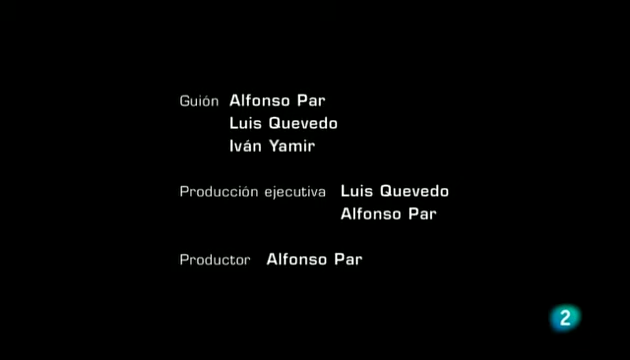 Guión Alfonso Par
Luis Quevedo
Iván Yamir
Producción ejecutiva Luis Quevedo
Alfonso Par
Productor Alfonso Par
2